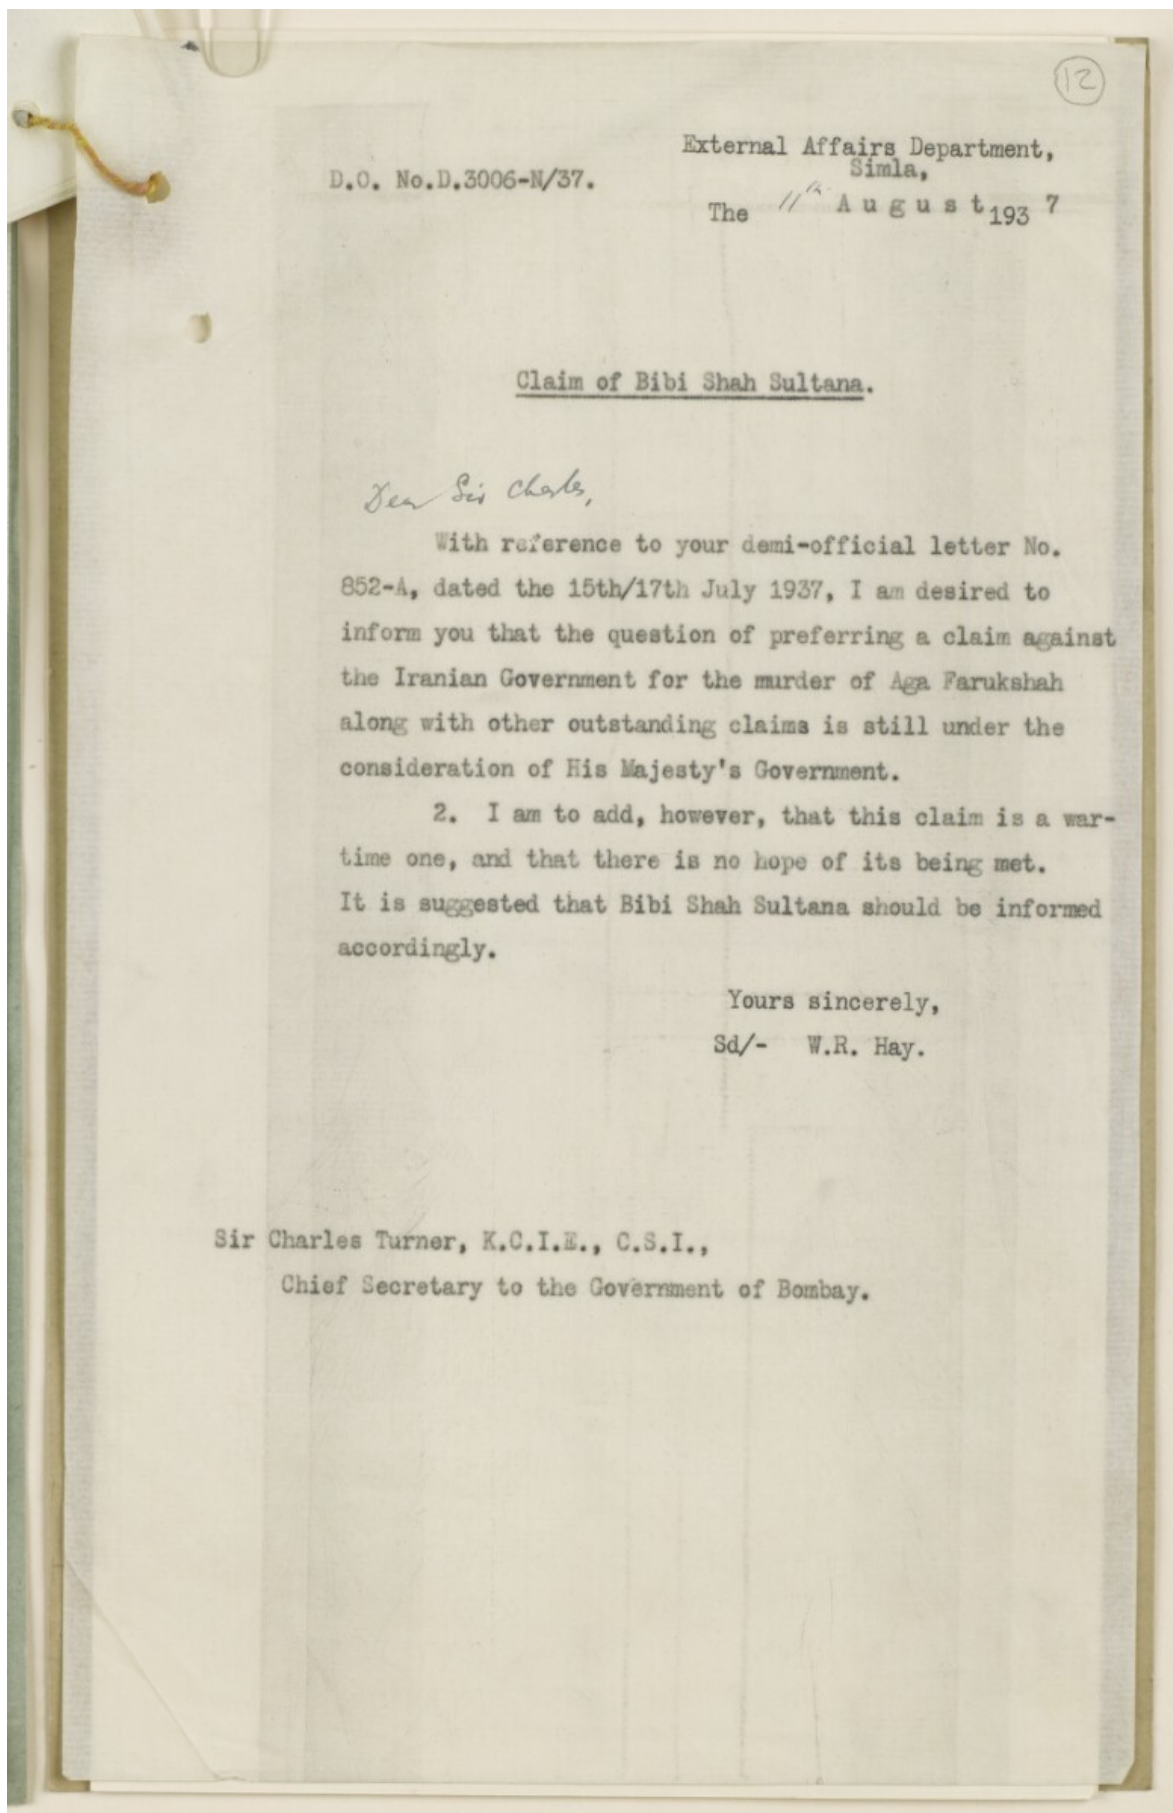 12
External Affairs Department,
Simla,
D.O. No.D.3006-N/37.
The 11th August 1937
Claim of Bibi Shah Sultana.
Dear Sir Charles,
With reference to your demi-official letter No.
852-A, dated the 15th/17th July 1937, I am desired to
inform you that the question of preferring a claim against
the Iranian Government for the murder of Aga Farukshah
along with other outstanding claims is still under the
consideration of His Majesty's Government.
2. I am to add, however, that this claim is a war-
time one, and that there is no hope of its being met.
It is suggested that Bibi Shah Sultana should be informed
accordingly.
Yours sincerely,
Sd/- W.R. Hay.
Sir Charles Turner, K.C.I.E., C.S.I.,
Chief Secretary to the Government of Bombay.